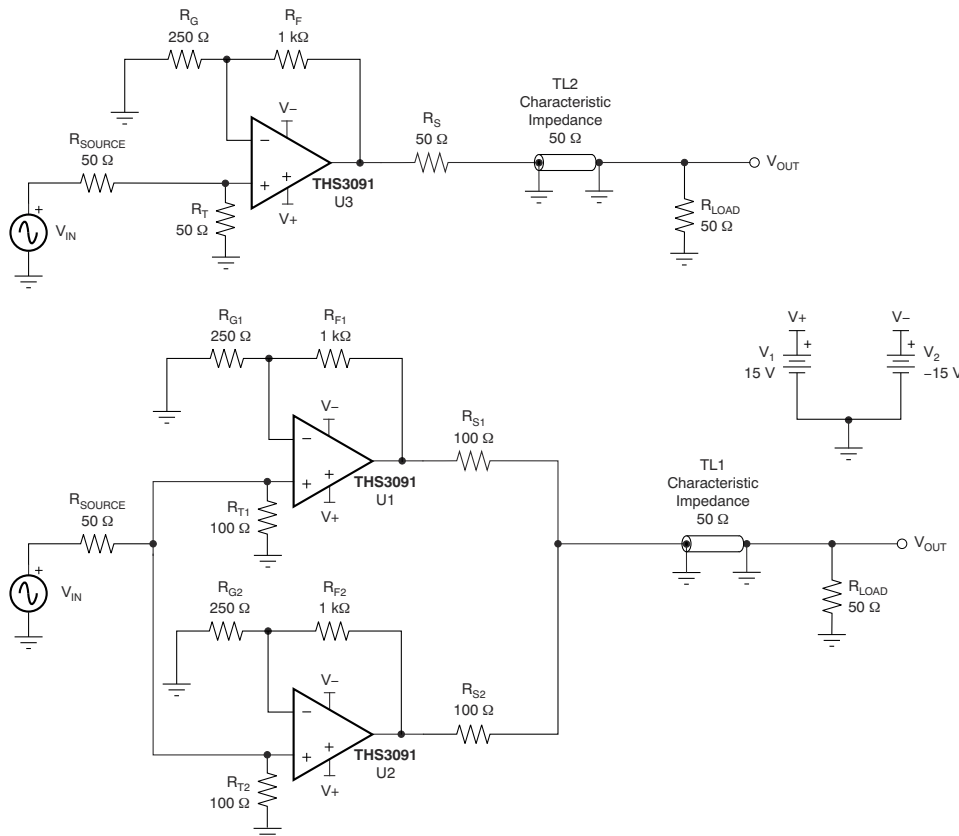 R_G
250 Ω
R_F
1 kΩ
V−
−
+
+
THS3091
U3
V+
R_SOURCE
50 Ω
+
V_IN
R_T
50 Ω
R_S
50 Ω
TL2
Characteristic
Impedance
50 Ω
V_OUT
R_LOAD
50 Ω
R_G1
250 Ω
R_F1
1 kΩ
V−
−
+
+
THS3091
U1
V+
R_T1
100 Ω
R_S1
100 Ω
V+
+
V_1
15 V
V−
+
V_2
−15 V
R_SOURCE
50 Ω
+
V_IN
TL1
Characteristic
Impedance
50 Ω
V_OUT
R_LOAD
50 Ω
R_G2
250 Ω
R_F2
1 kΩ
V−
−
+
+
THS3091
U2
V+
R_T2
100 Ω
R_S2
100 Ω